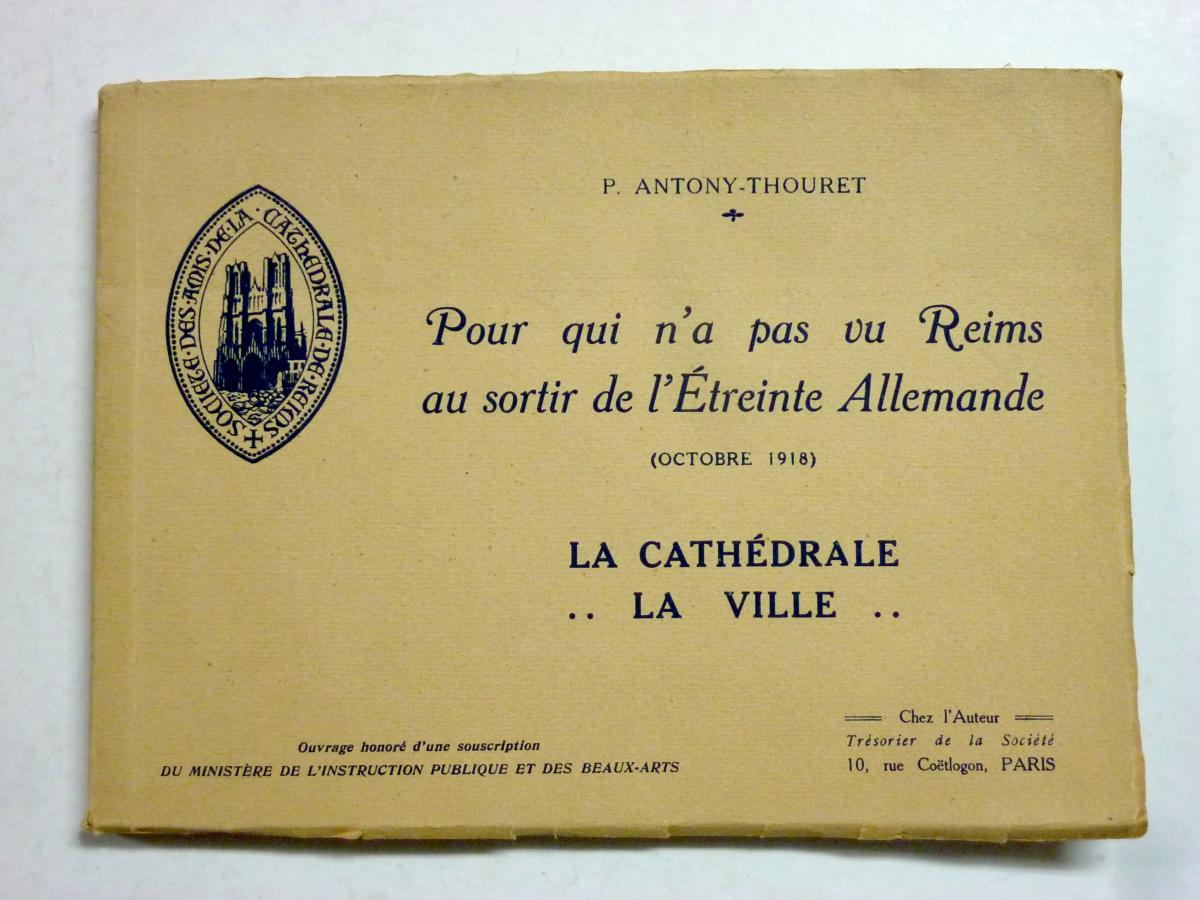 SOCIETE·DES·AMIS·DE·LA·CATHEDRALE·DE·REIMS
P. ANTONY-THOURET
Pour qui n'a pas vu Reims
au sortir de l'Étreinte Allemande
(OCTOBRE 1918)
LA CATHÉDRALE
.. LA VILLE ..
Ouvrage honoré d'une souscription
DU MINISTÈRE DE L'INSTRUCTION PUBLIQUE ET DES BEAUX-ARTS
Chez l'Auteur
Trésorier de la Société
10, rue Coëtlogon, PARIS